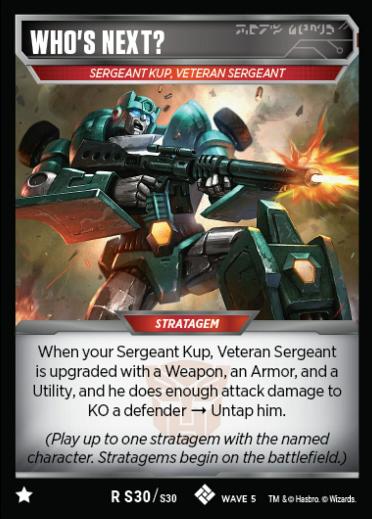 WHO'S NEXT?
SERGEANT KUP, VETERAN SERGEANT
STRATAGEM
When your Sergeant Kup, Veteran Sergeant
is upgraded with a Weapon, an Armor, and a
Utility, and he does enough attack damage to
KO a defender → Untap him.
(Play up to one stratagem with the named
character. Stratagems begin on the battlefield.)
R S30/S30 WAVE 5 TM & © Hasbro. © Wizards.